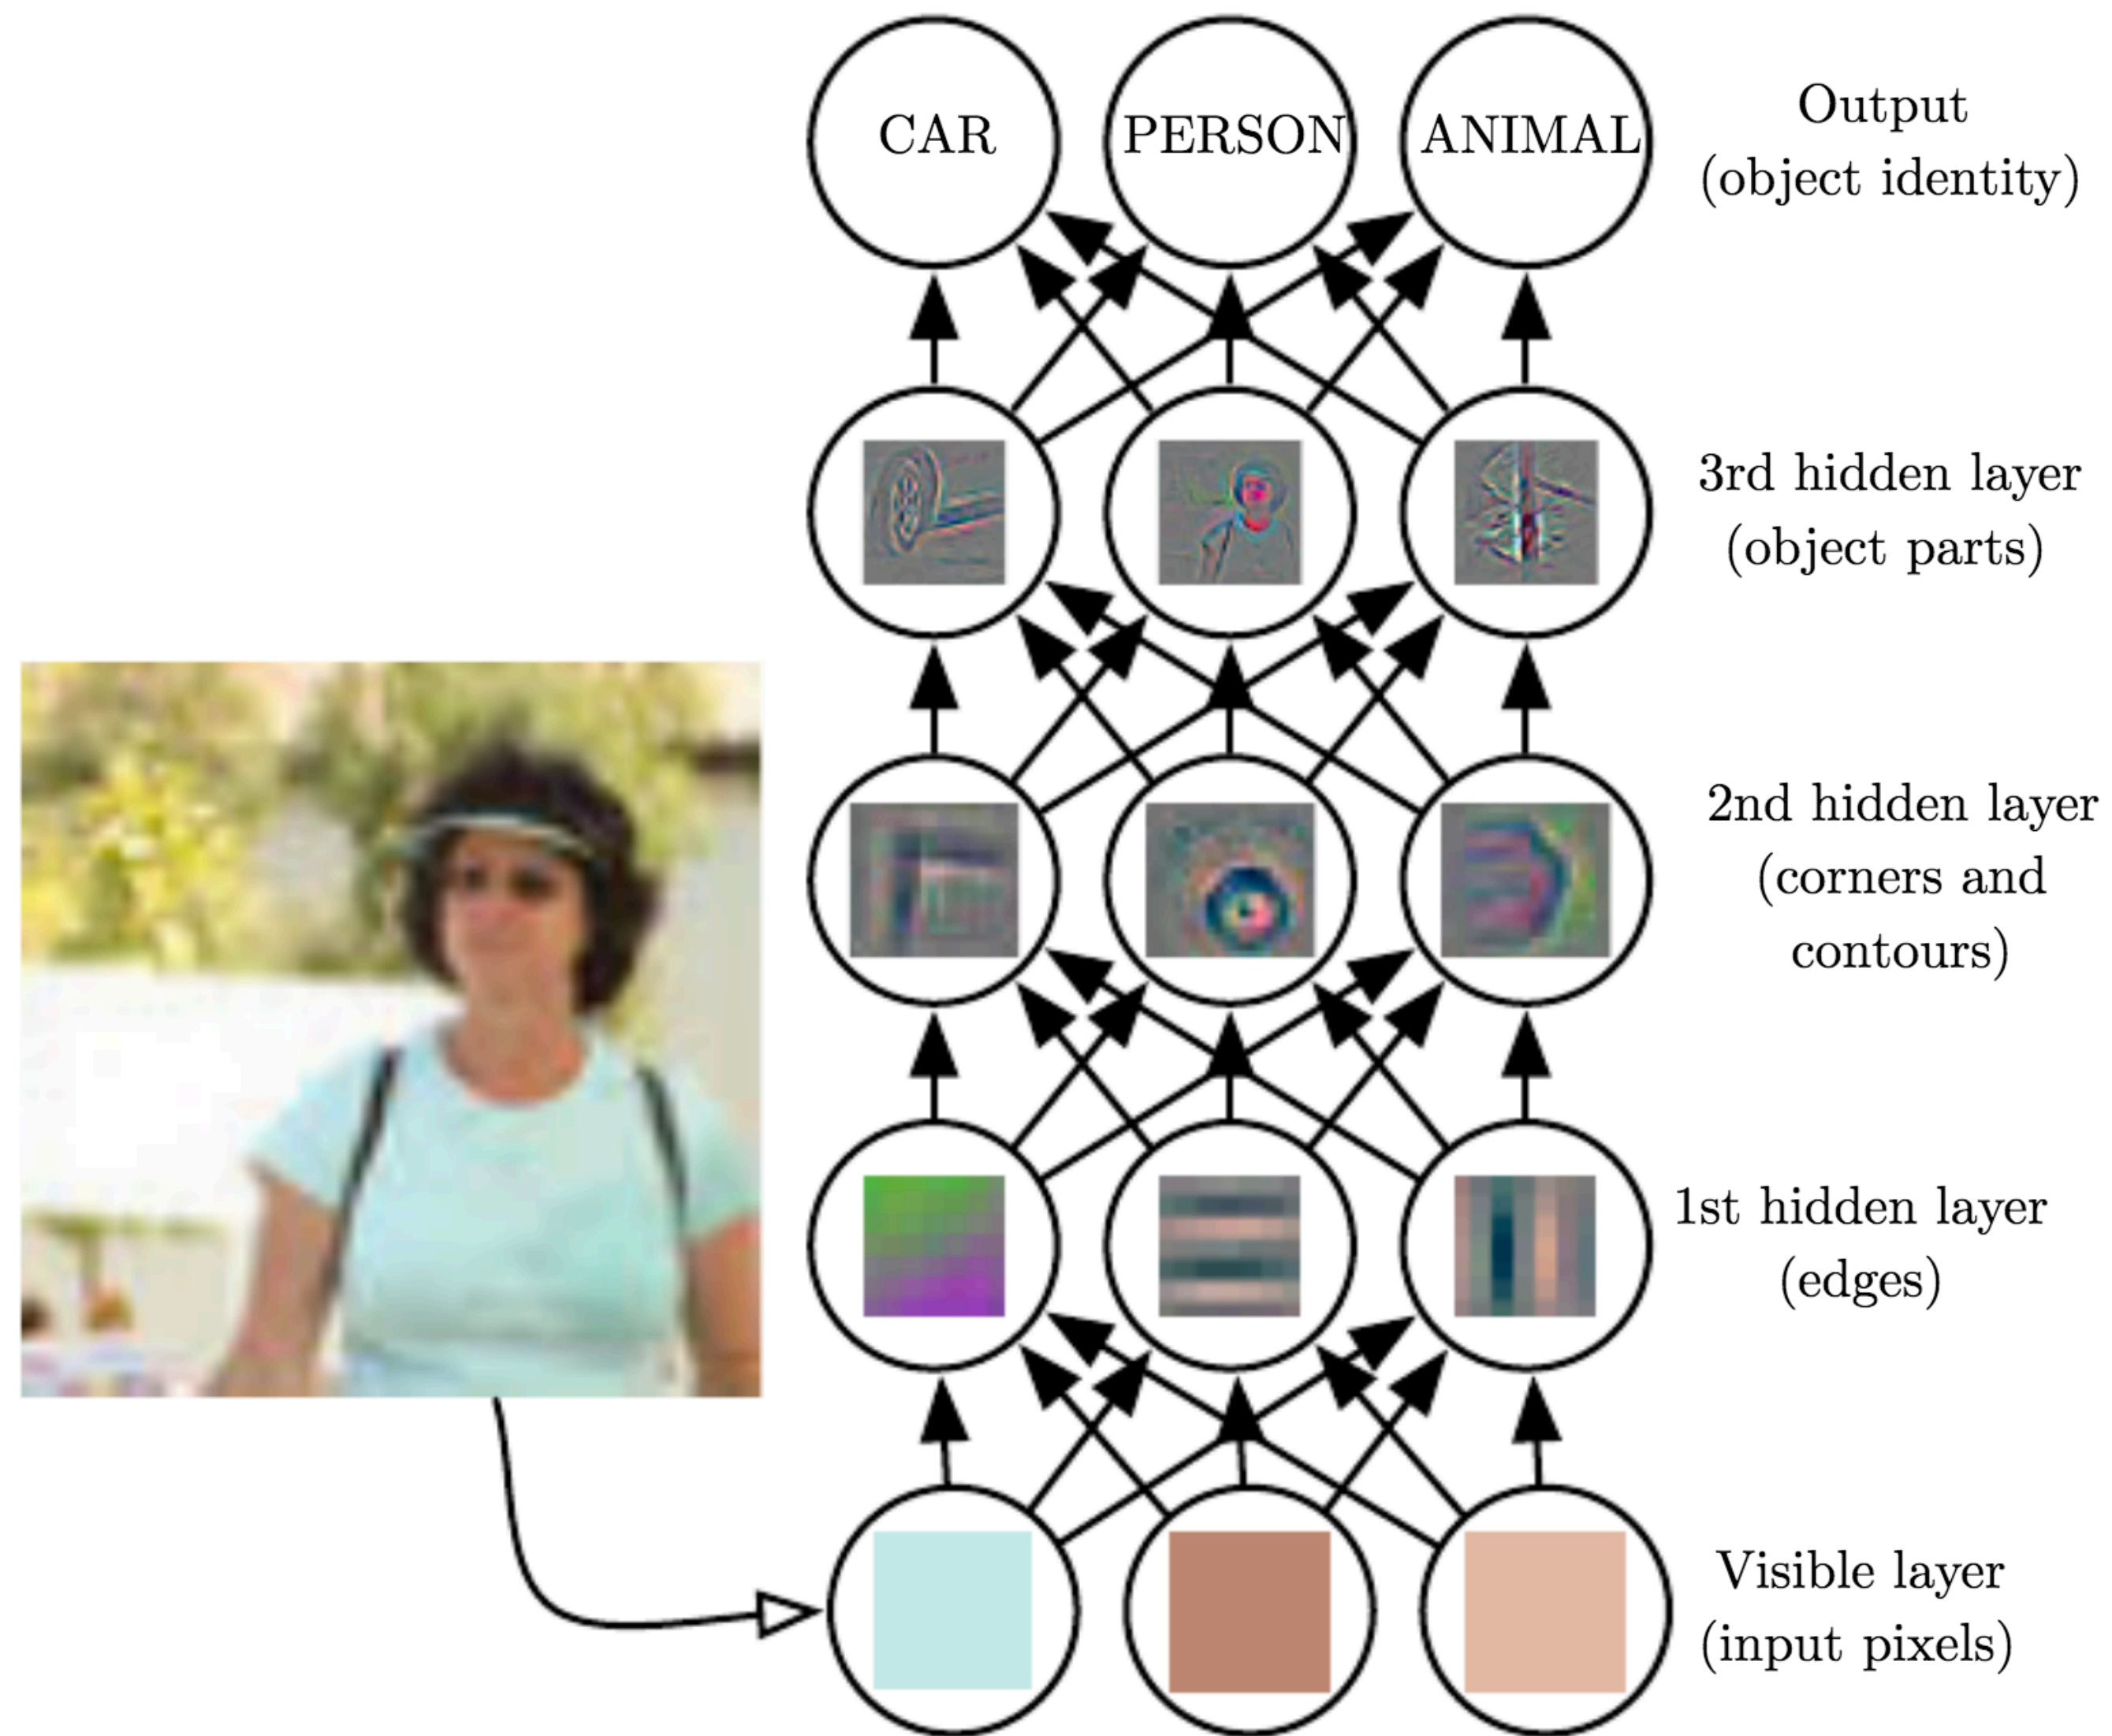 CAR
PERSON
ANIMAL
Output
(object identity)
3rd hidden layer
(object parts)
2nd hidden layer
(corners and
contours)
1st hidden layer
(edges)
Visible layer
(input pixels)